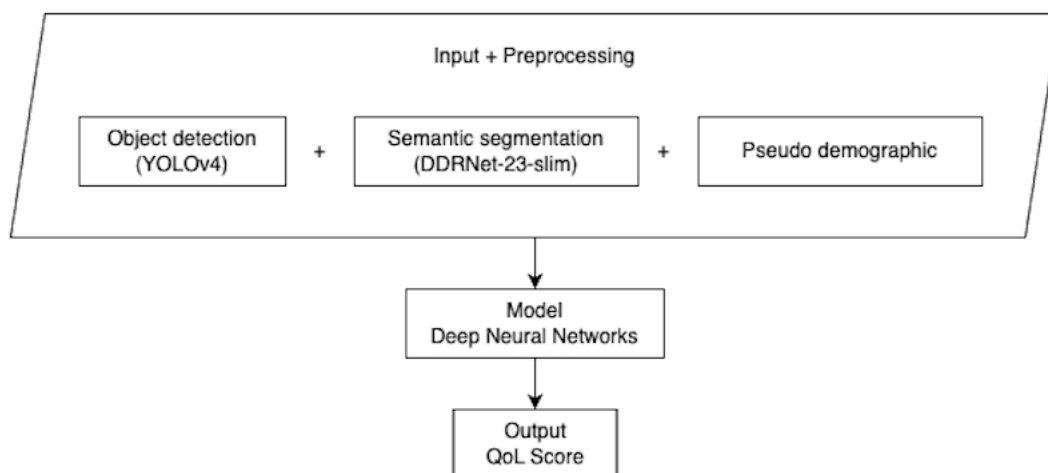 Input + Preprocessing
Object detection
(YOLOv4)
+
Semantic segmentation
(DDRNet-23-slim)
+
Pseudo demographic
Model
Deep Neural Networks
Output
QoL Score